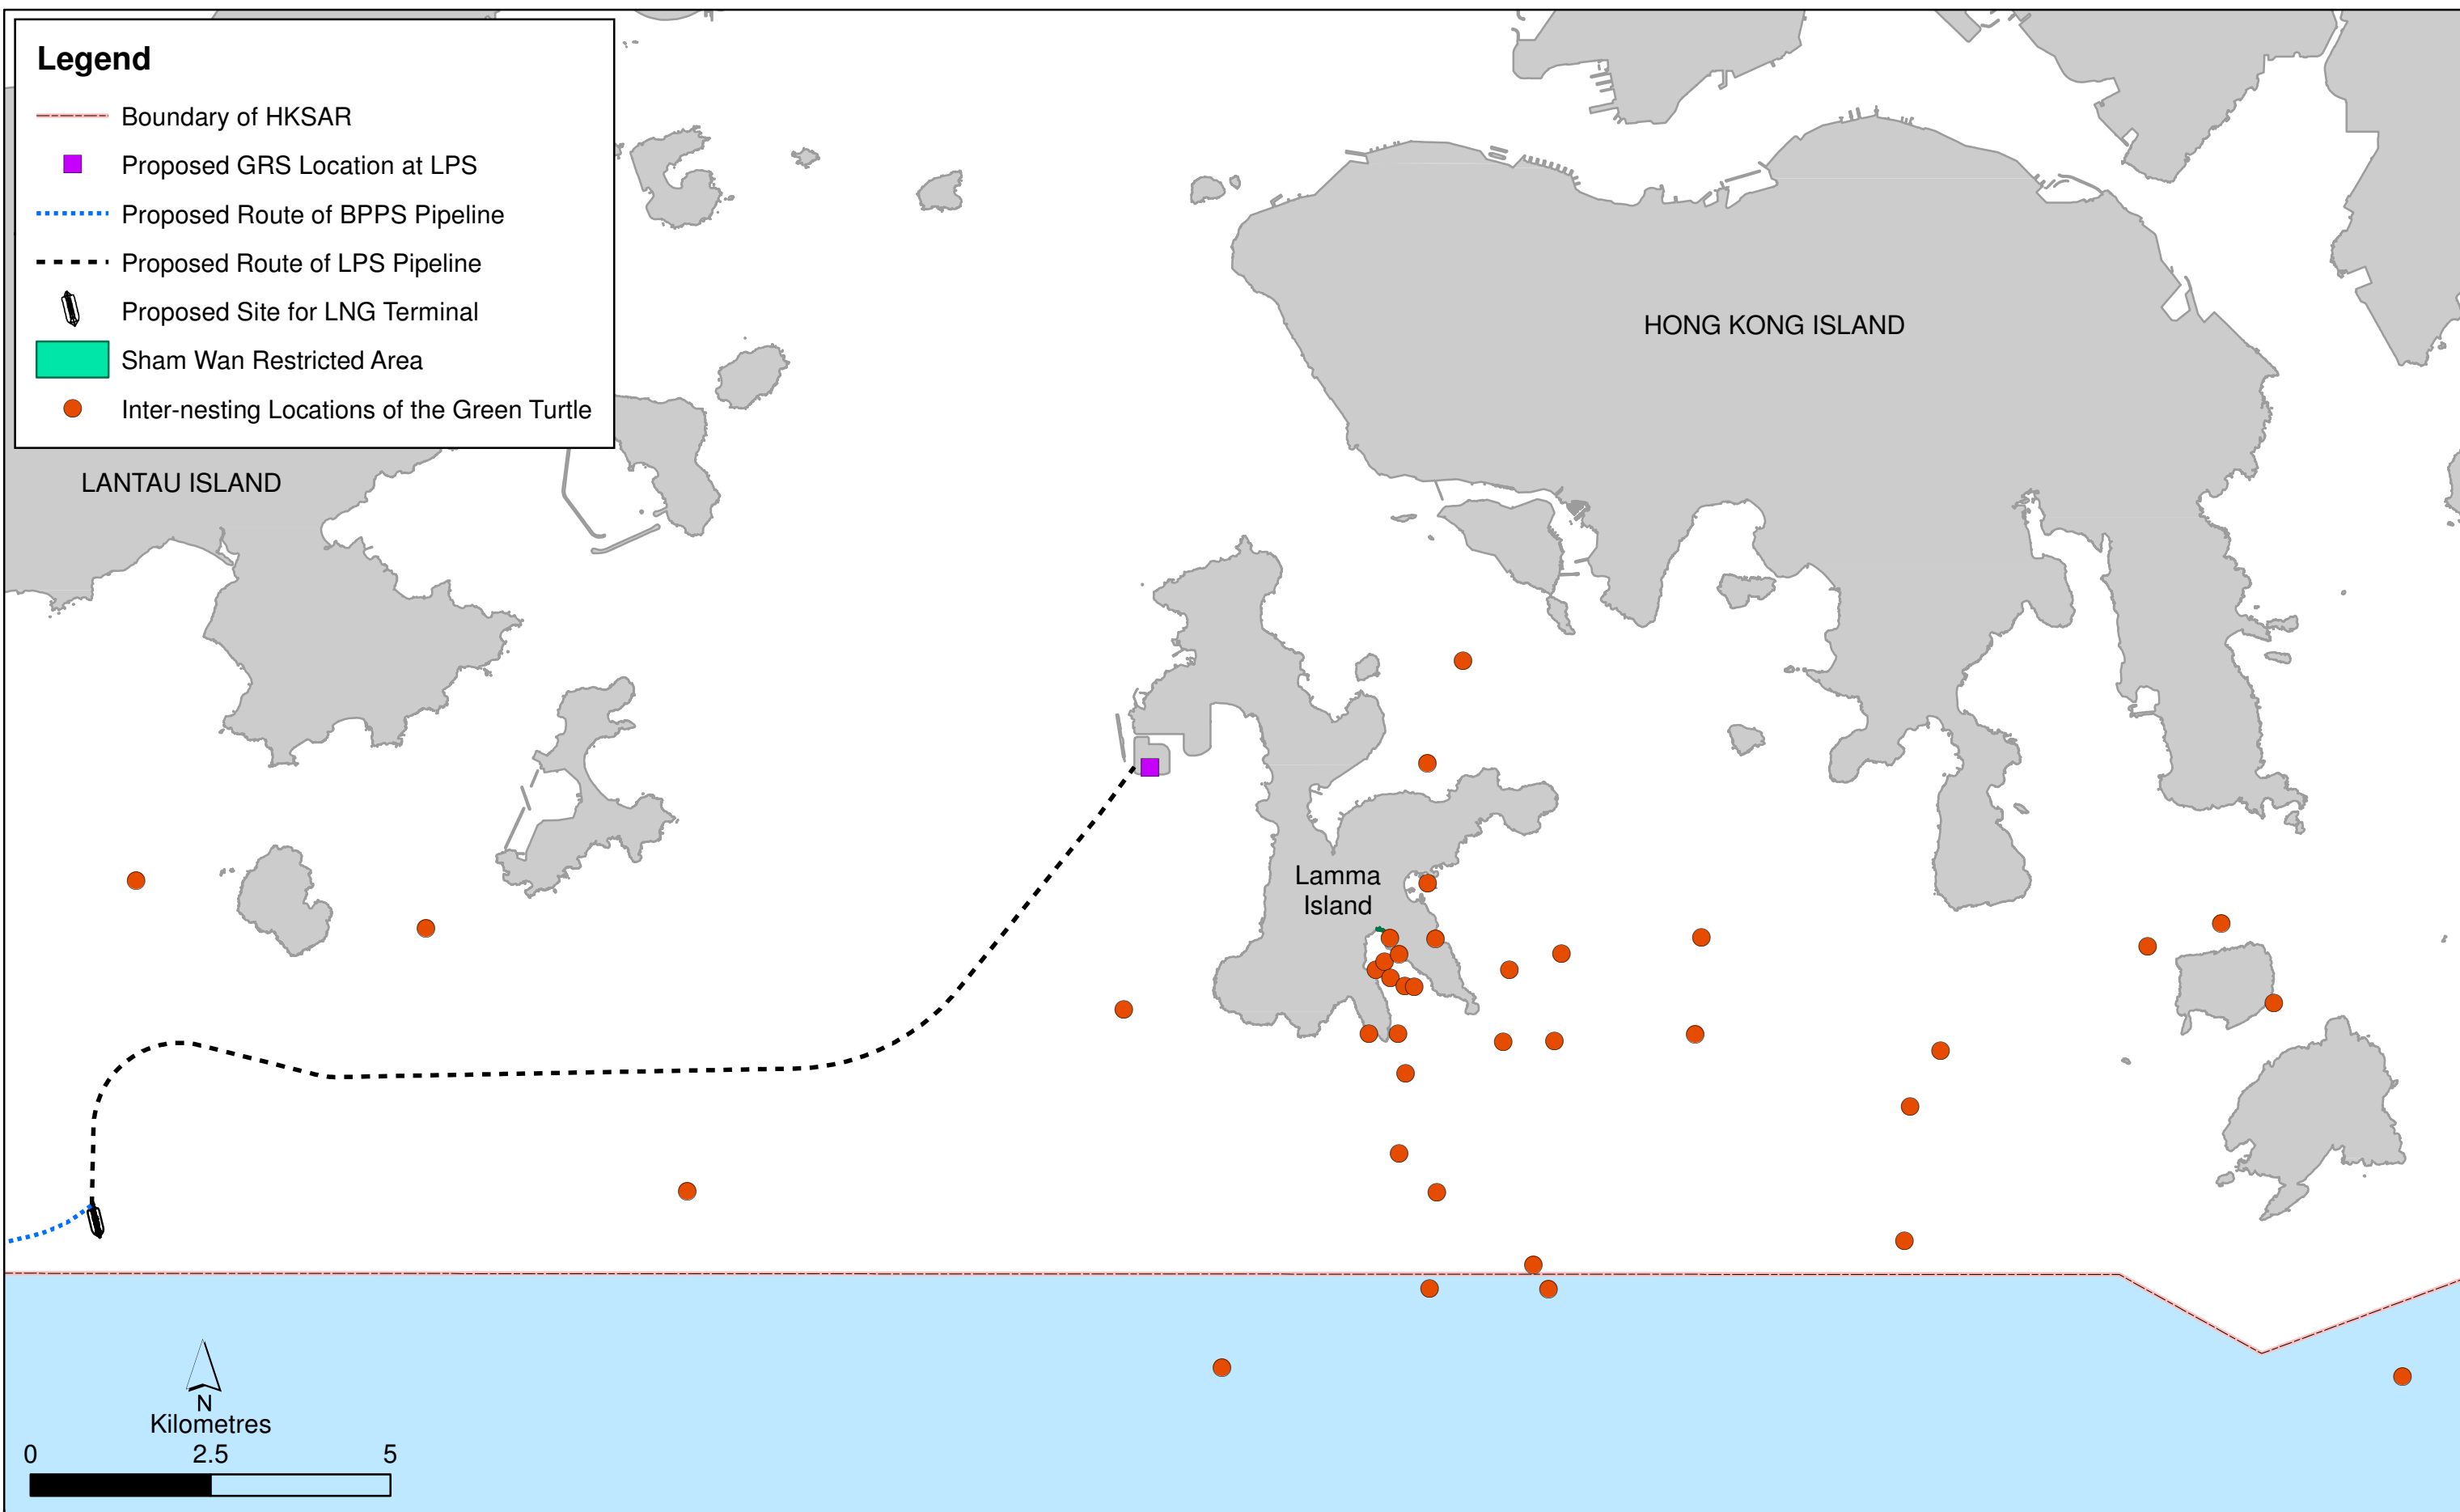 Legend
Boundary of HKSAR
Proposed GRS Location at LPS
Proposed Route of BPPS Pipeline
Proposed Route of LPS Pipeline
Proposed Site for LNG Terminal
Sham Wan Restricted Area
Inter-nesting Locations of the Green Turtle
HONG KONG ISLAND
LANTAU ISLAND
Lamma
Island
N
Kilometres
0 2.5 5